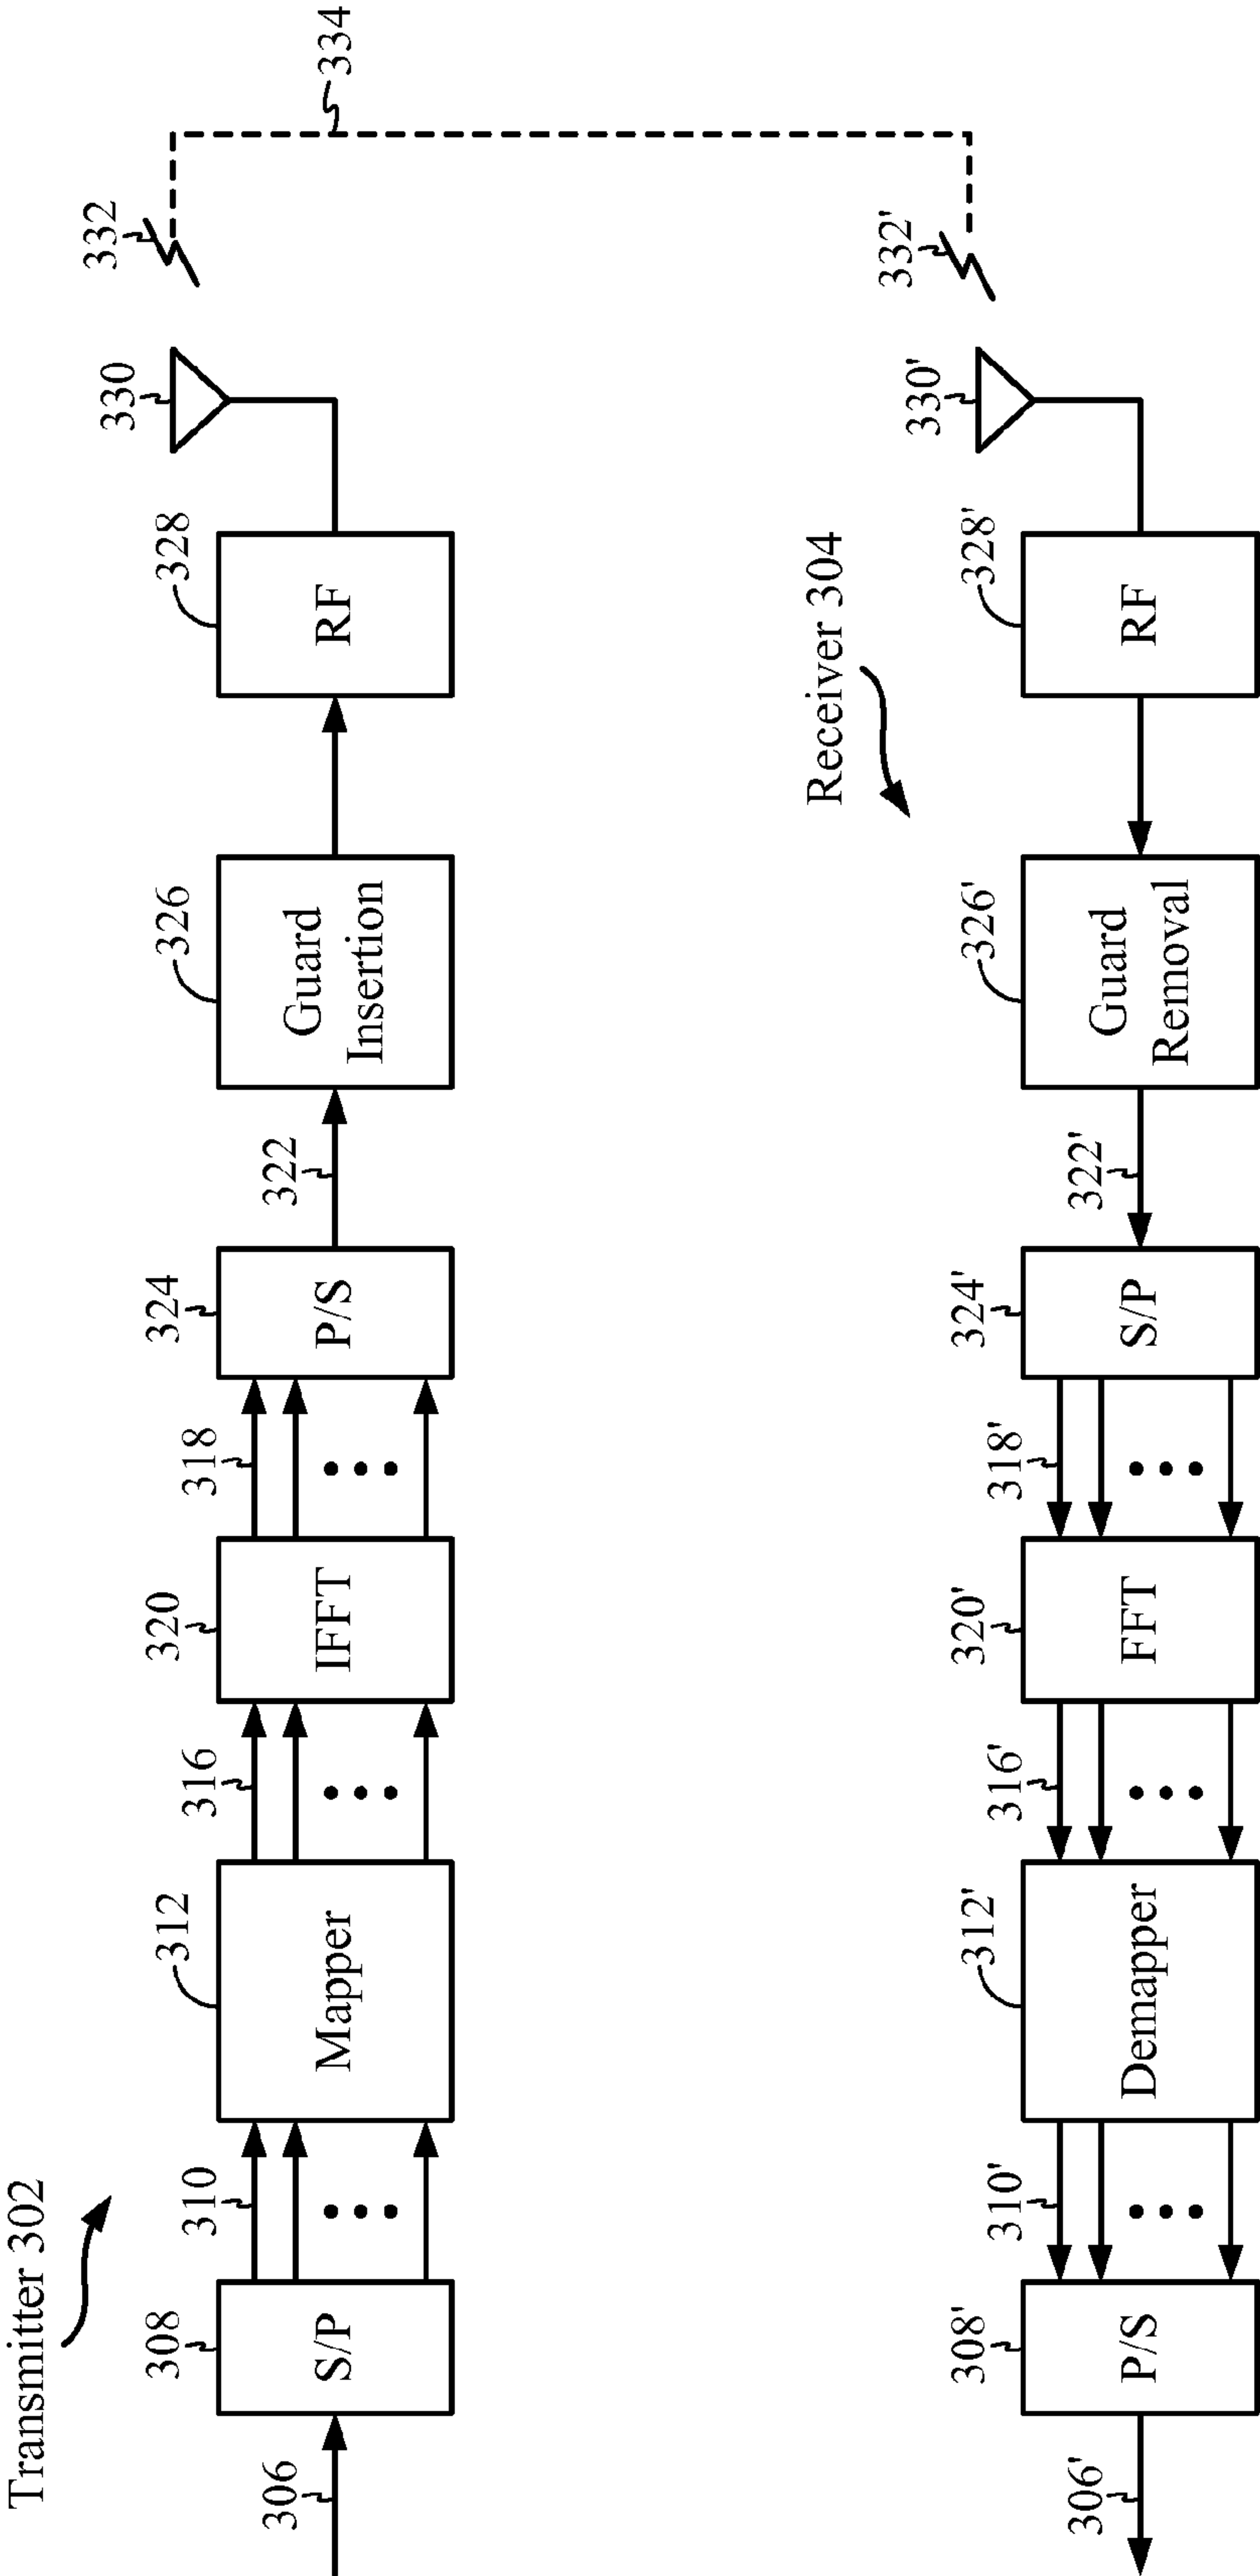 Transmitter 302
306
308
S/P
310
312
Mapper
316
320
IFFT
318
324
P/S
322
326
Guard
Insertion
328
RF
330
332
334
Receiver 304
306'
308'
P/S
310'
312'
Demapper
316'
320'
FFT
318'
324'
S/P
322'
326'
Guard
Removal
328'
RF
330'
332'